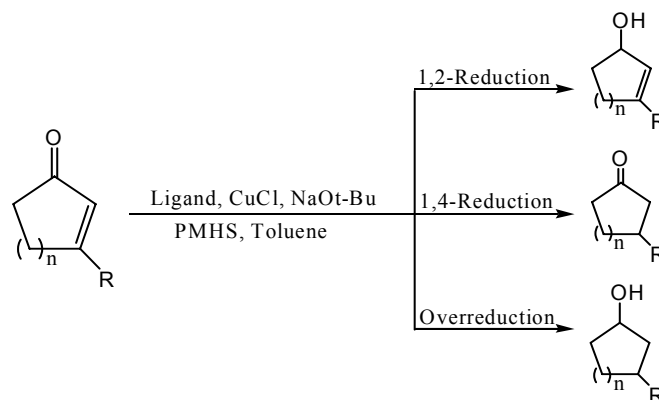 OH
1,2-Reduction
( )n
R
O
Ligand, CuCl, NaOt-Bu
PMHS, Toluene
( )n
R
1,4-Reduction
O
( )n
R
Overreduction
OH
( )n
R